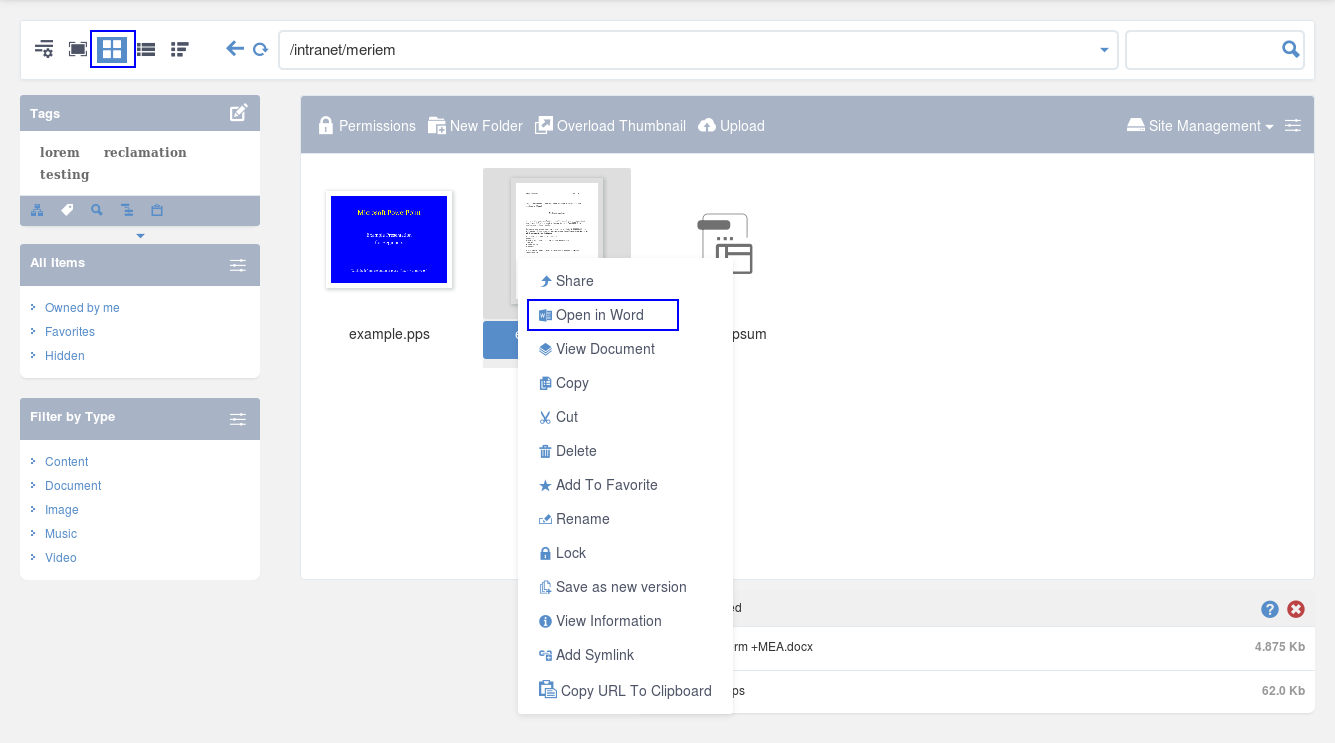 /intranet/meriem
Tags
lorem reclamation
testing
All Items
Owned by me
Favorites
Hidden
Filter by Type
Content
Document
Image
Music
Video
Permissions New Folder Overload Thumbnail Upload Site Management
Microsoft PowerPoint
Example Presentation
example.pps
psum
Share
Open in Word
View Document
Copy
Cut
Delete
Add To Favorite
Rename
Lock
Save as new version
View Information
Add Symlink
Copy URL To Clipboard
ed
rm +MEA.docx 4.875 Kb
ps 62.0 Kb